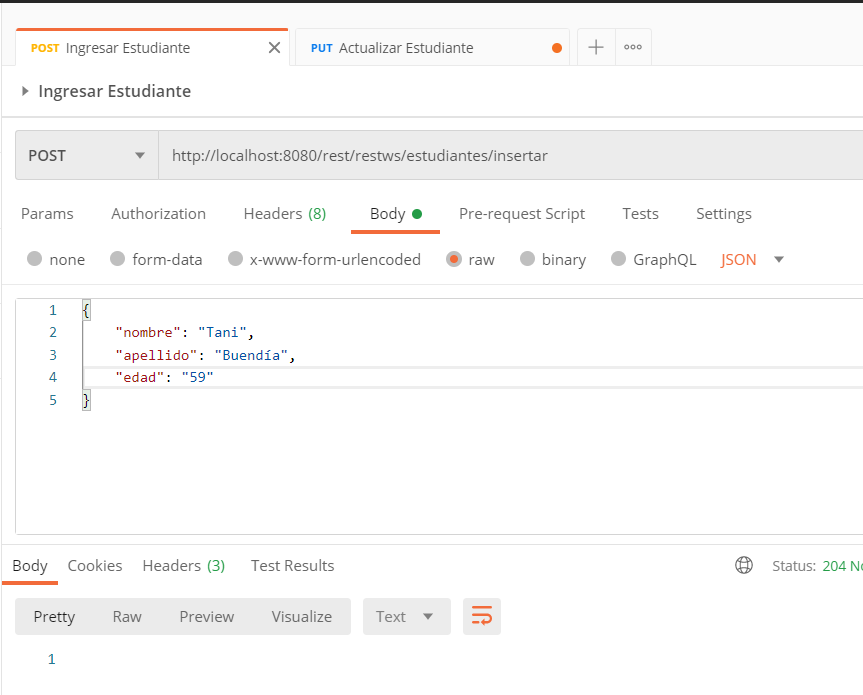 POST Ingresar Estudiante
PUT Actualizar Estudiante
Ingresar Estudiante
POST http://localhost:8080/rest/restws/estudiantes/insertar
Params Authorization Headers (8) Body Pre-request Script Tests Settings
none form-data x-www-form-urlencoded raw binary GraphQL JSON
1 {
2 "nombre": "Tani",
3 "apellido": "Buendía",
4 "edad": "59"
5 }
Body Cookies Headers (3) Test Results Status: 204
Pretty Raw Preview Visualize Text
1